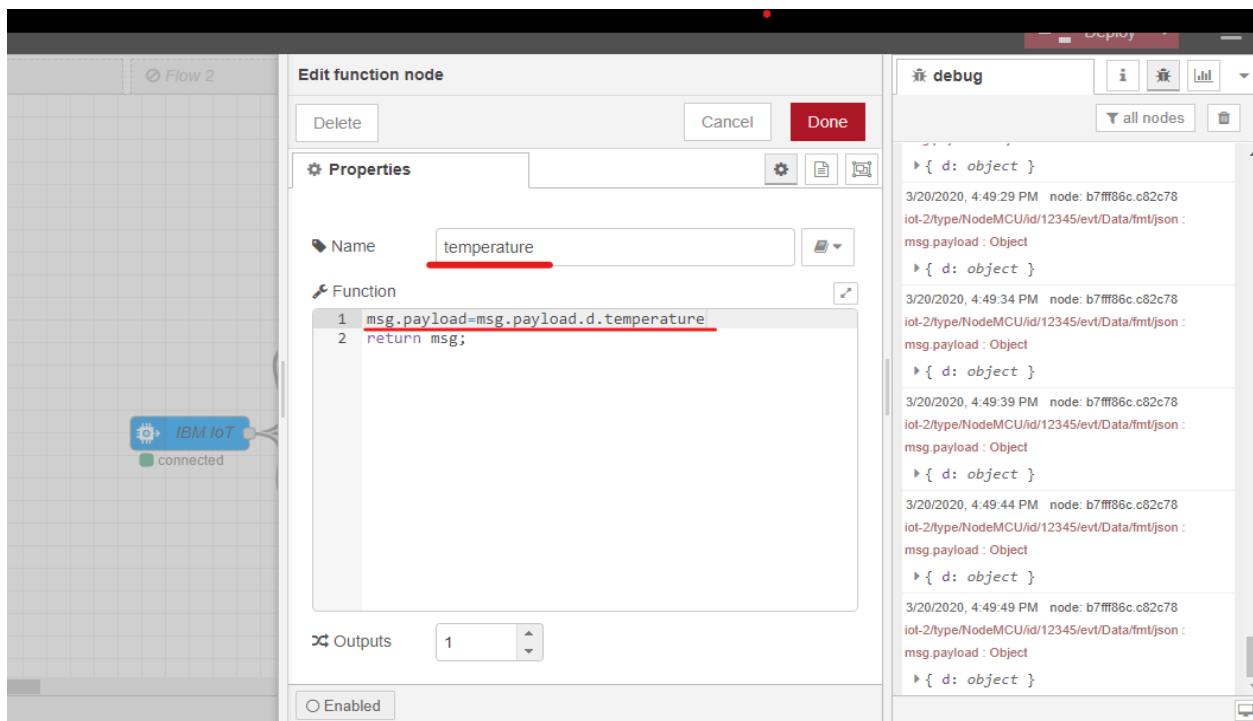 Deploy
Flow 2
Edit function node
Delete
Cancel
Done
Properties
Name
temperature
Function
1 msg.payload=msg.payload.d.temperature
2 return msg;
Outputs
1
Enabled
IBM IoT
connected
debug
i
all nodes
{ d: object }
3/20/2020, 4:49:29 PM node: b7fff86c.c82c78
iot-2/type/NodeMCU/id/12345/evt/Data/fmt/json :
msg.payload : Object
{ d: object }
3/20/2020, 4:49:34 PM node: b7fff86c.c82c78
iot-2/type/NodeMCU/id/12345/evt/Data/fmt/json :
msg.payload : Object
{ d: object }
3/20/2020, 4:49:39 PM node: b7fff86c.c82c78
iot-2/type/NodeMCU/id/12345/evt/Data/fmt/json :
msg.payload : Object
{ d: object }
3/20/2020, 4:49:44 PM node: b7fff86c.c82c78
iot-2/type/NodeMCU/id/12345/evt/Data/fmt/json :
msg.payload : Object
{ d: object }
3/20/2020, 4:49:49 PM node: b7fff86c.c82c78
iot-2/type/NodeMCU/id/12345/evt/Data/fmt/json :
msg.payload : Object
{ d: object }